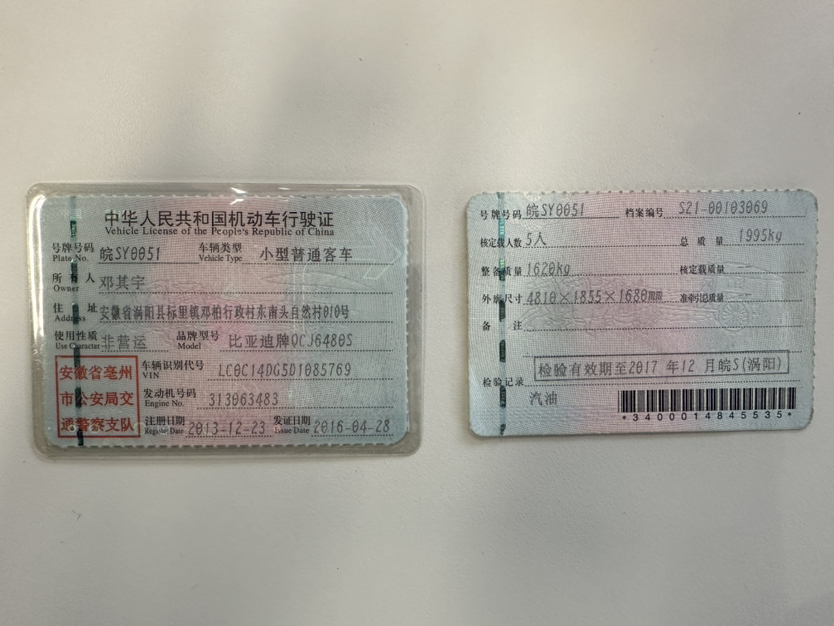 中华人民共和国机动车行驶证
Vehicle License of the People's Republic of China
号牌号码 Plate No. 皖SY0051 车辆类型 Vehicle Type 小型普通客车
所有人 Owner 邓其宇
住址 Address 安徽省涡阳县标里镇邓柏行政村东南头自然村010号
使用性质 Use Character 非营运 品牌型号 Model 比亚迪牌QCJ6480S
安徽省亳州市公安局交通警察支队
车辆识别代号 VIN LC0C14DG5D1085769
发动机号码 Engine No. 313063483
注册日期 Register Date 2013-12-23 发证日期 Issue Date 2016-04-28
号牌号码 皖SY0051 档案编号 S21-00103069
核定载人数 5人 总质量 1995kg
整备质量 1620kg 核定载质量 --
外廓尺寸 4810×1855×1680mm 准牵引总质量 --
备注
检验有效期至2017年12月皖S(涡阳)
检验记录
汽油
*3400014845535*